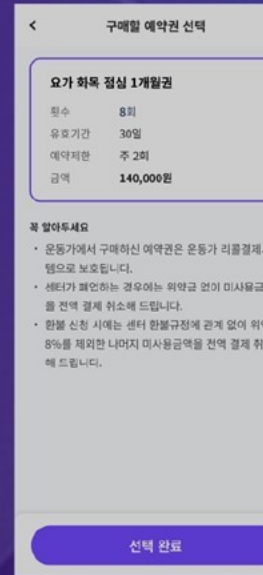 구매할 예약권 선택
요가 화목 점심 1개월권
횟수 8회
유효기간 30일
예약제한 주 2회
금액 140,000원
꼭 알아두세요
• 운동가에서 구매하신 예약권은 운동가 리콜결제
템으로 보호됩니다.
• 센터가 폐업하는 경우에는 위약금 없이 미사용금
을 전액 결제 취소해 드립니다.
• 환불 신청 시에는 센터 환불규정에 관계 없이 위
8%를 제외한 나머지 미사용금액을 전액 결제 취
해 드립니다.
선택 완료